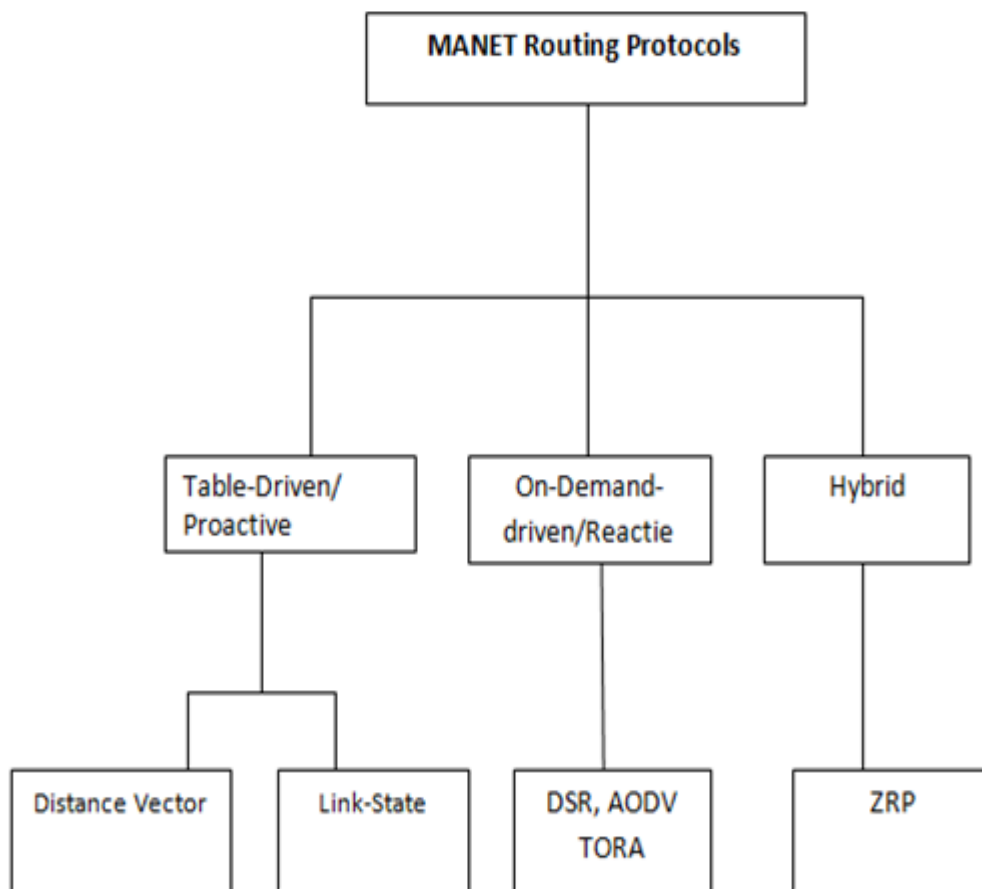 MANET Routing Protocols
Table-Driven/
Proactive
On-Demand-
driven/Reactie
Hybrid
Distance Vector
Link-State
DSR, AODV
TORA
ZRP